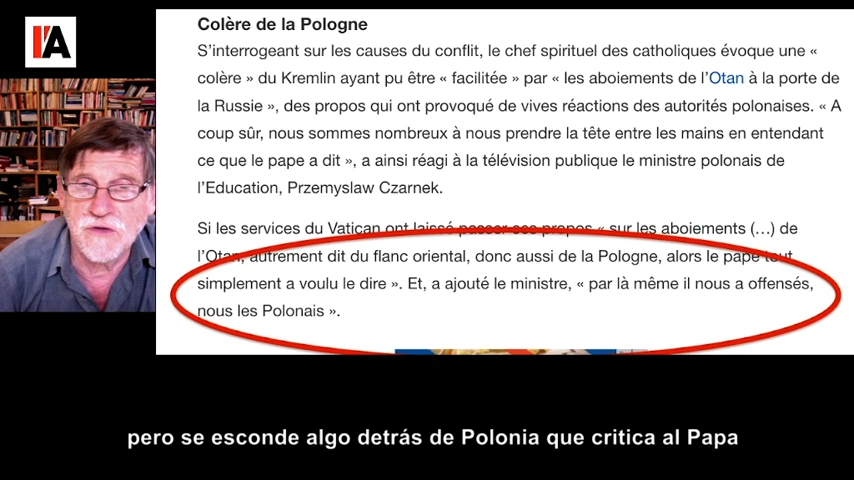 I'A
Colère de la Pologne
S'interrogeant sur les causes du conflit, le chef spirituel des catholiques évoque une «
colère » du Kremlin ayant pu être « facilitée » par « les aboiements de l'Otan à la porte de
la Russie », des propos qui ont provoqué de vives réactions des autorités polonaises. « A
coup sûr, nous sommes nombreux à nous prendre la tête entre les mains en entendant
ce que le pape a dit », a ainsi réagi à la télévision publique le ministre polonais de
l'Education, Przemyslaw Czarnek.
Si les services du Vatican ont laissé passer ces propos « sur les aboiements (…) de
l'Otan, autrement dit du flanc oriental, donc aussi de la Pologne, alors le pape tout
simplement a voulu le dire ». Et, a ajouté le ministre, « par là même il nous a offensés,
nous les Polonais ».
pero se esconde algo detrás de Polonia que critica al Papa